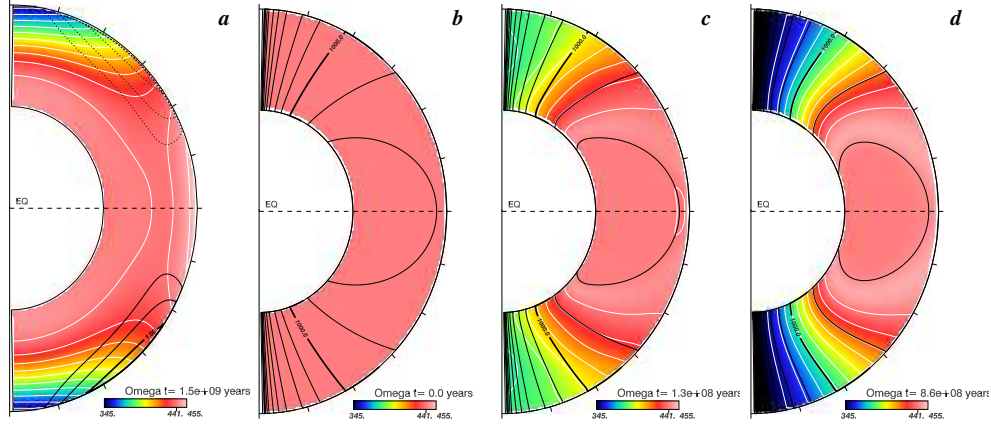 a
b
c
d
1000.0
1000.0
1000.0
EQ
EQ
EQ
EQ
1.00
1000.0
1000.0
Omega t= 1.5e+09 years
345. 441. 455.
Omega t= 0.0 years
345. 441. 455.
Omega t= 1.3e+08 years
345. 441. 455.
Omega t= 8.6e+08 years
345. 441. 455.